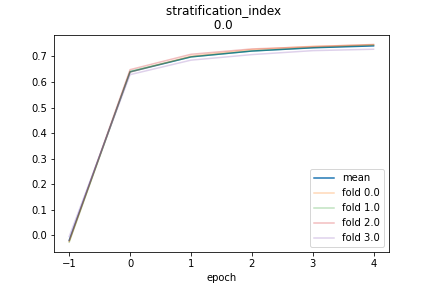 stratification_index
0.0
0.7
0.6
0.5
0.4
0.3
0.2
0.1
0.0
mean
fold 0.0
fold 1.0
fold 2.0
fold 3.0
−1 0 1 2 3 4
epoch